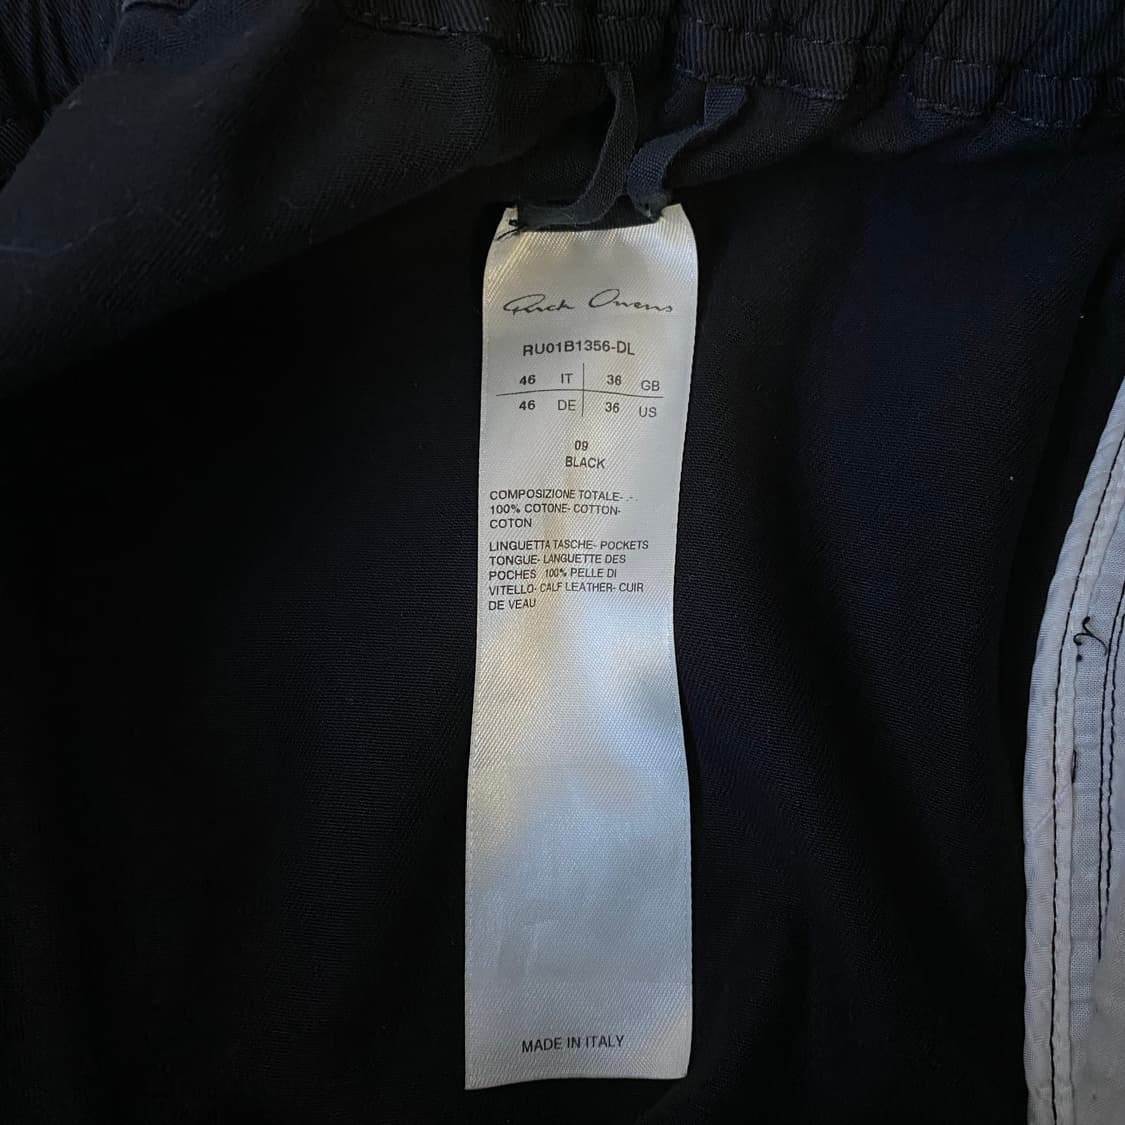 Rick Owens
RU01B1356-DL
46 IT 36 GB
46 DE 36 US
09
BLACK
COMPOSIZIONE TOTALE- .- .
100% COTONE- COTTON-
COTON
LINGUETTA TASCHE- POCKETS
TONGUE- LANGUETTE DES
POCHES 100% PELLE DI
VITELLO- CALF LEATHER- CUIR
DE VEAU
MADE IN ITALY